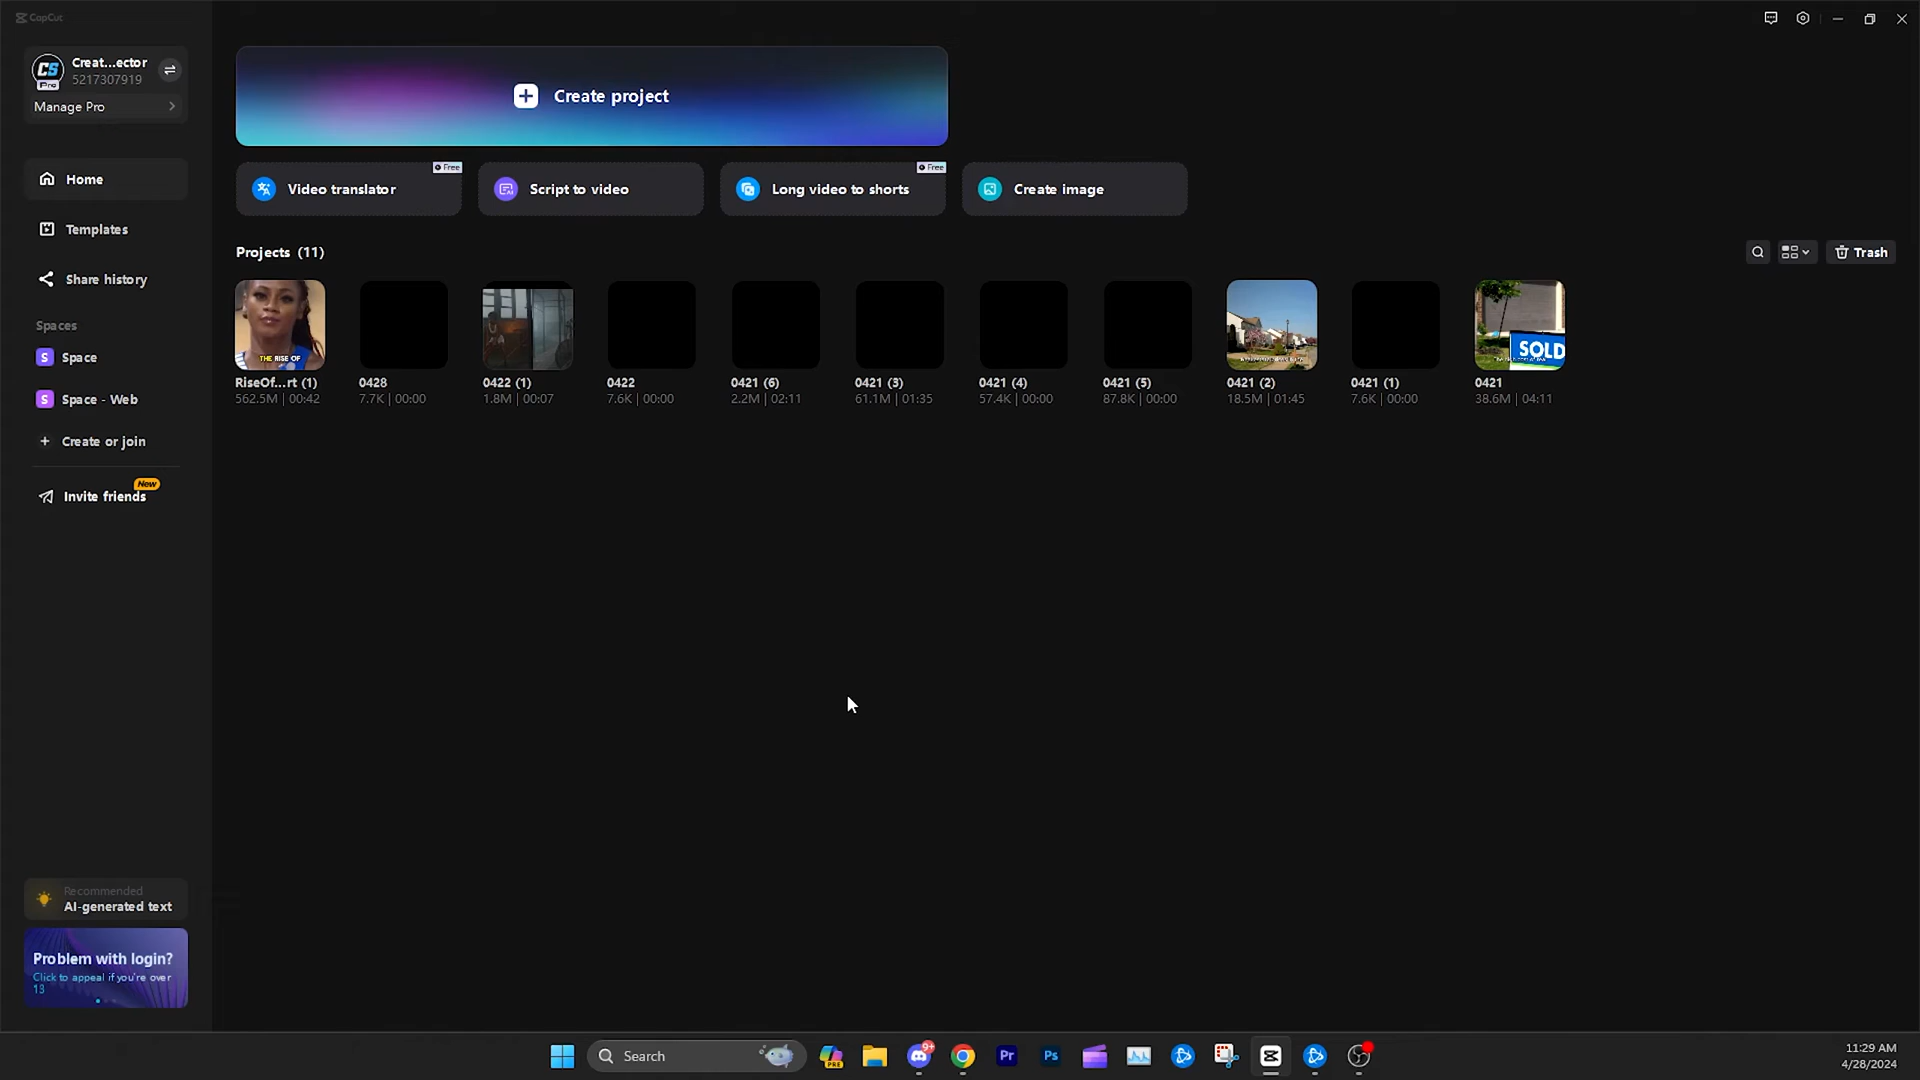 CapCut
CS
Pro
Creat...ector
5217307919
Manage Pro
Home
Templates
Share history
Spaces
S Space
S Space - Web
Create or join
New
Invite friends
Recommended
AI-generated text
Problem with login?
Click to appeal if you're over
13
Create project
Free
Video translator
Script to video
Free
Long video to shorts
Create image
Projects (11)
Trash
THE RISE OF
SOLD
RiseOf...rt (1)
562.5M | 00:42
0428
7.7K | 00:00
0422 (1)
1.8M | 00:07
0422
7.6K | 00:00
0421 (6)
2.2M | 02:11
0421 (3)
61.1M | 01:35
0421 (4)
57.4K | 00:00
0421 (5)
87.8K | 00:00
0421 (2)
18.5M | 01:45
0421 (1)
7.6K | 00:00
0421
38.6M | 04:11
Search
PRE
9+
Pr
Ps
11:29 AM
4/28/2024